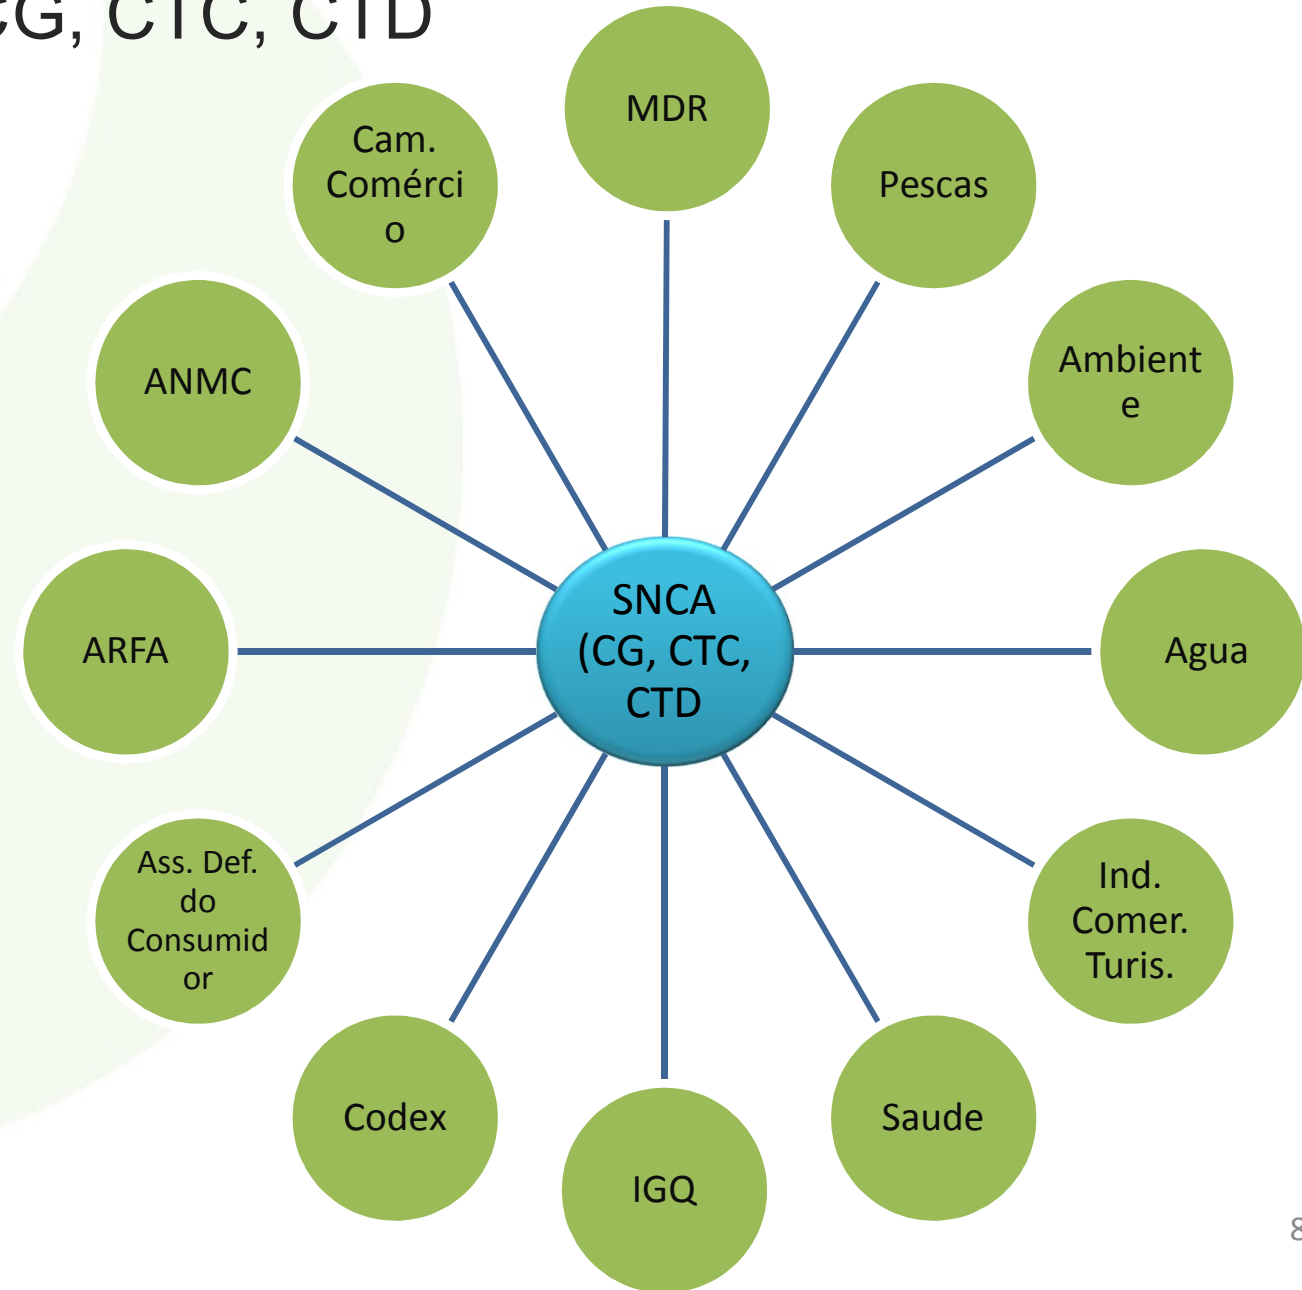 CG, CTC, CTD
MDR
Pescas
Ambient
e
Agua
Ind.
Comer.
Turis.
Saude
IGQ
Codex
Ass. Def.
do
Consumid
or
ARFA
ANMC
Cam.
Comérci
o
SNCA
(CG, CTC,
CTD
8